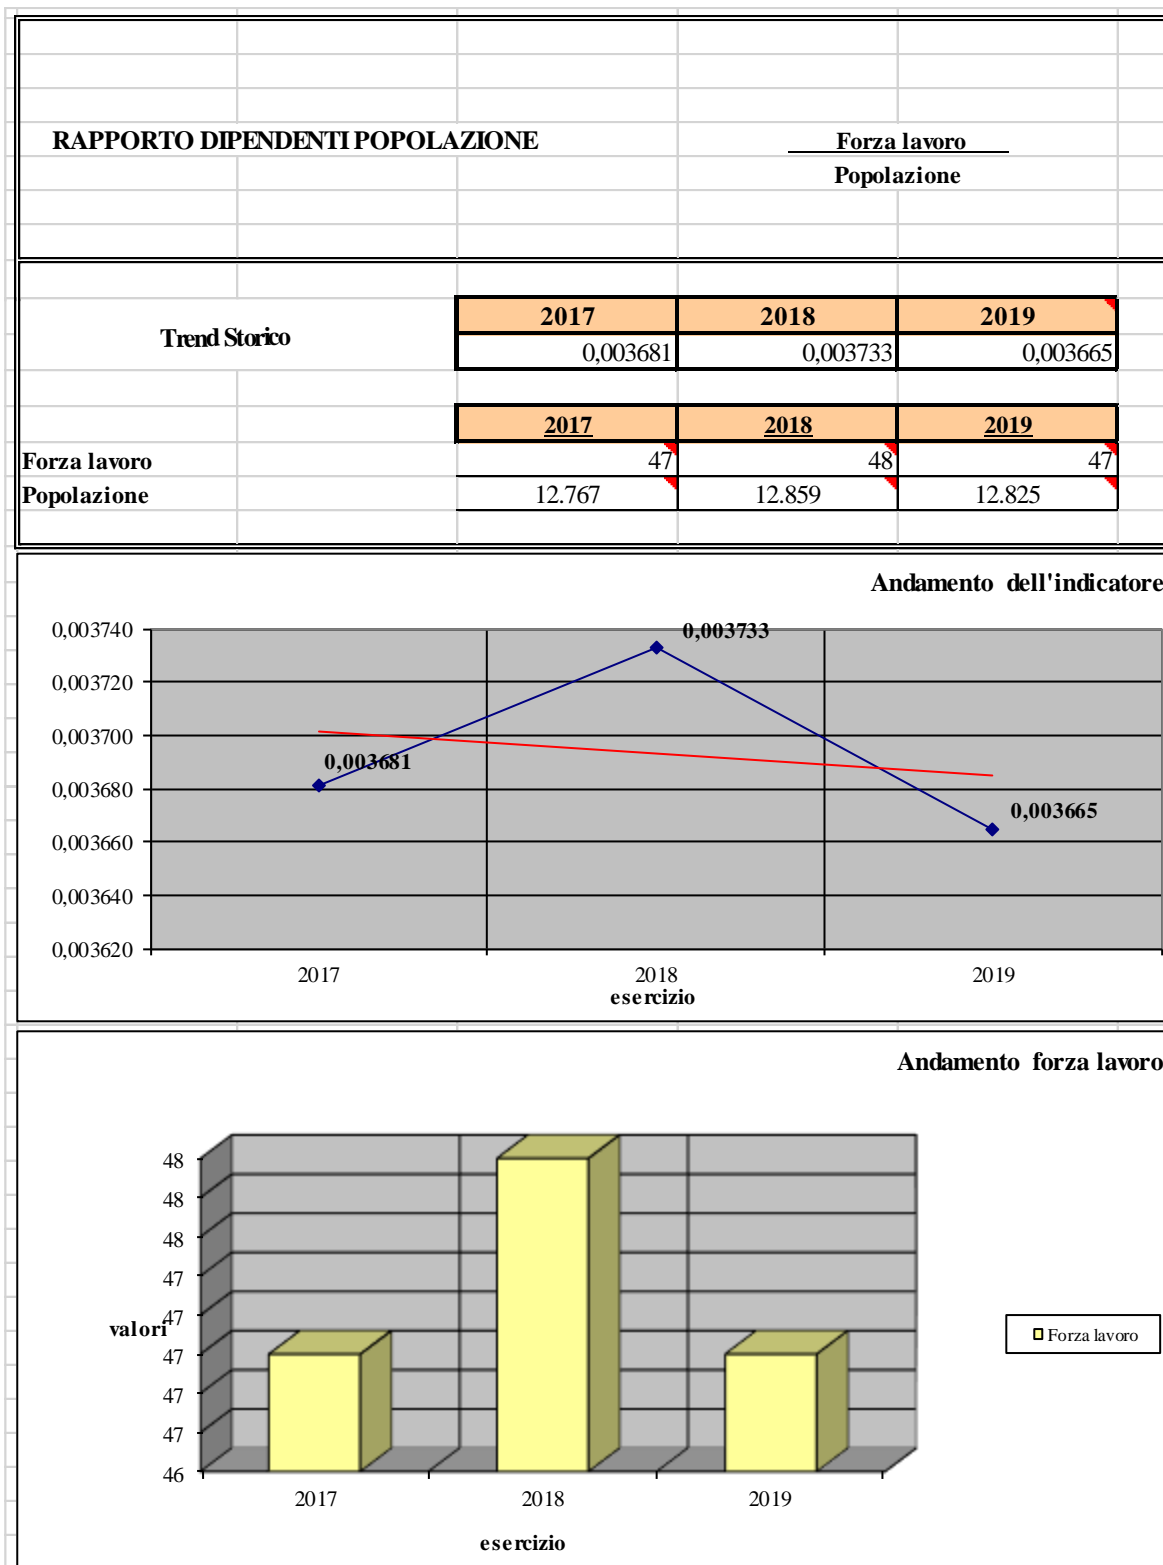 RAPPORTO DIPENDENTI POPOLAZIONE
Forza lavoro
Popolazione
Trend Storico
2017 2018 2019
0,003681 0,003733 0,003665
2017 2018 2019
Forza lavoro 47 48 47
Popolazione 12.767 12.859 12.825
Andamento dell'indicatore
0,003740
0,003720
0,003700
0,003680
0,003660
0,003640
0,003620
0,003681
0,003733
0,003665
2017 2018 2019
esercizio
Andamento forza lavoro
48
48
48
47
47
47
47
47
46
valori
2017 2018 2019
esercizio
Forza lavoro